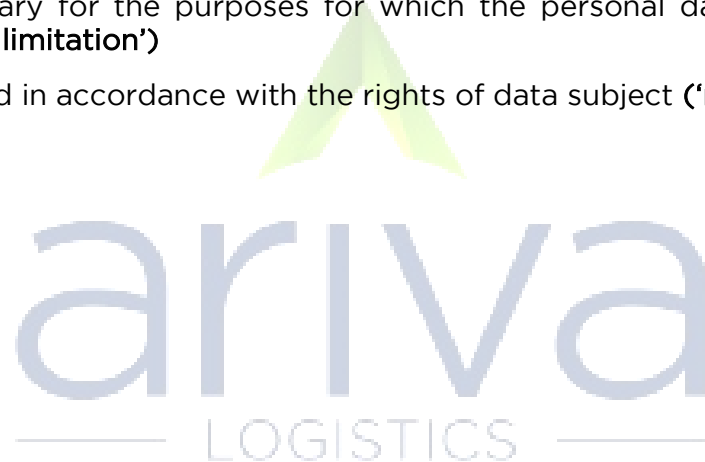 ary for the purposes for which the personal da
limitation’)
d in accordance with the rights of data subject (‘
ariva
LOGISTICS